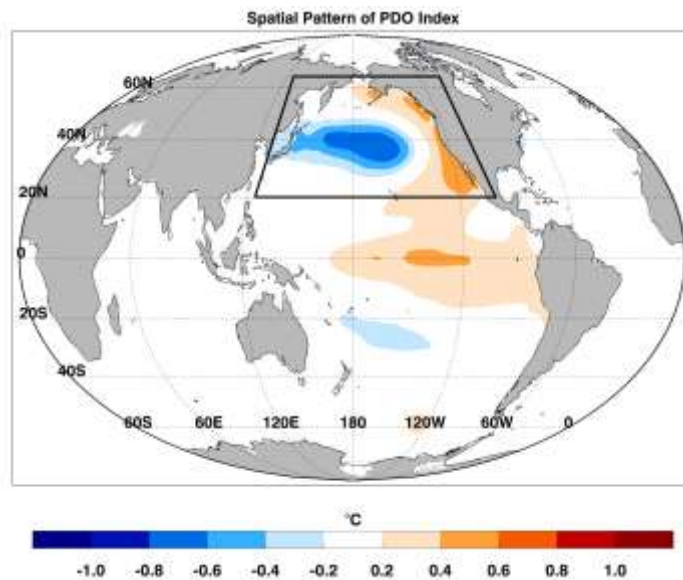 Spatial Pattern of PDO Index
60N
40N
20N
0
20S
40S
60S 60E 120E 180 120W 60W 0
°C
-1.0 -0.8 -0.6 -0.4 -0.2 0.2 0.4 0.6 0.8 1.0